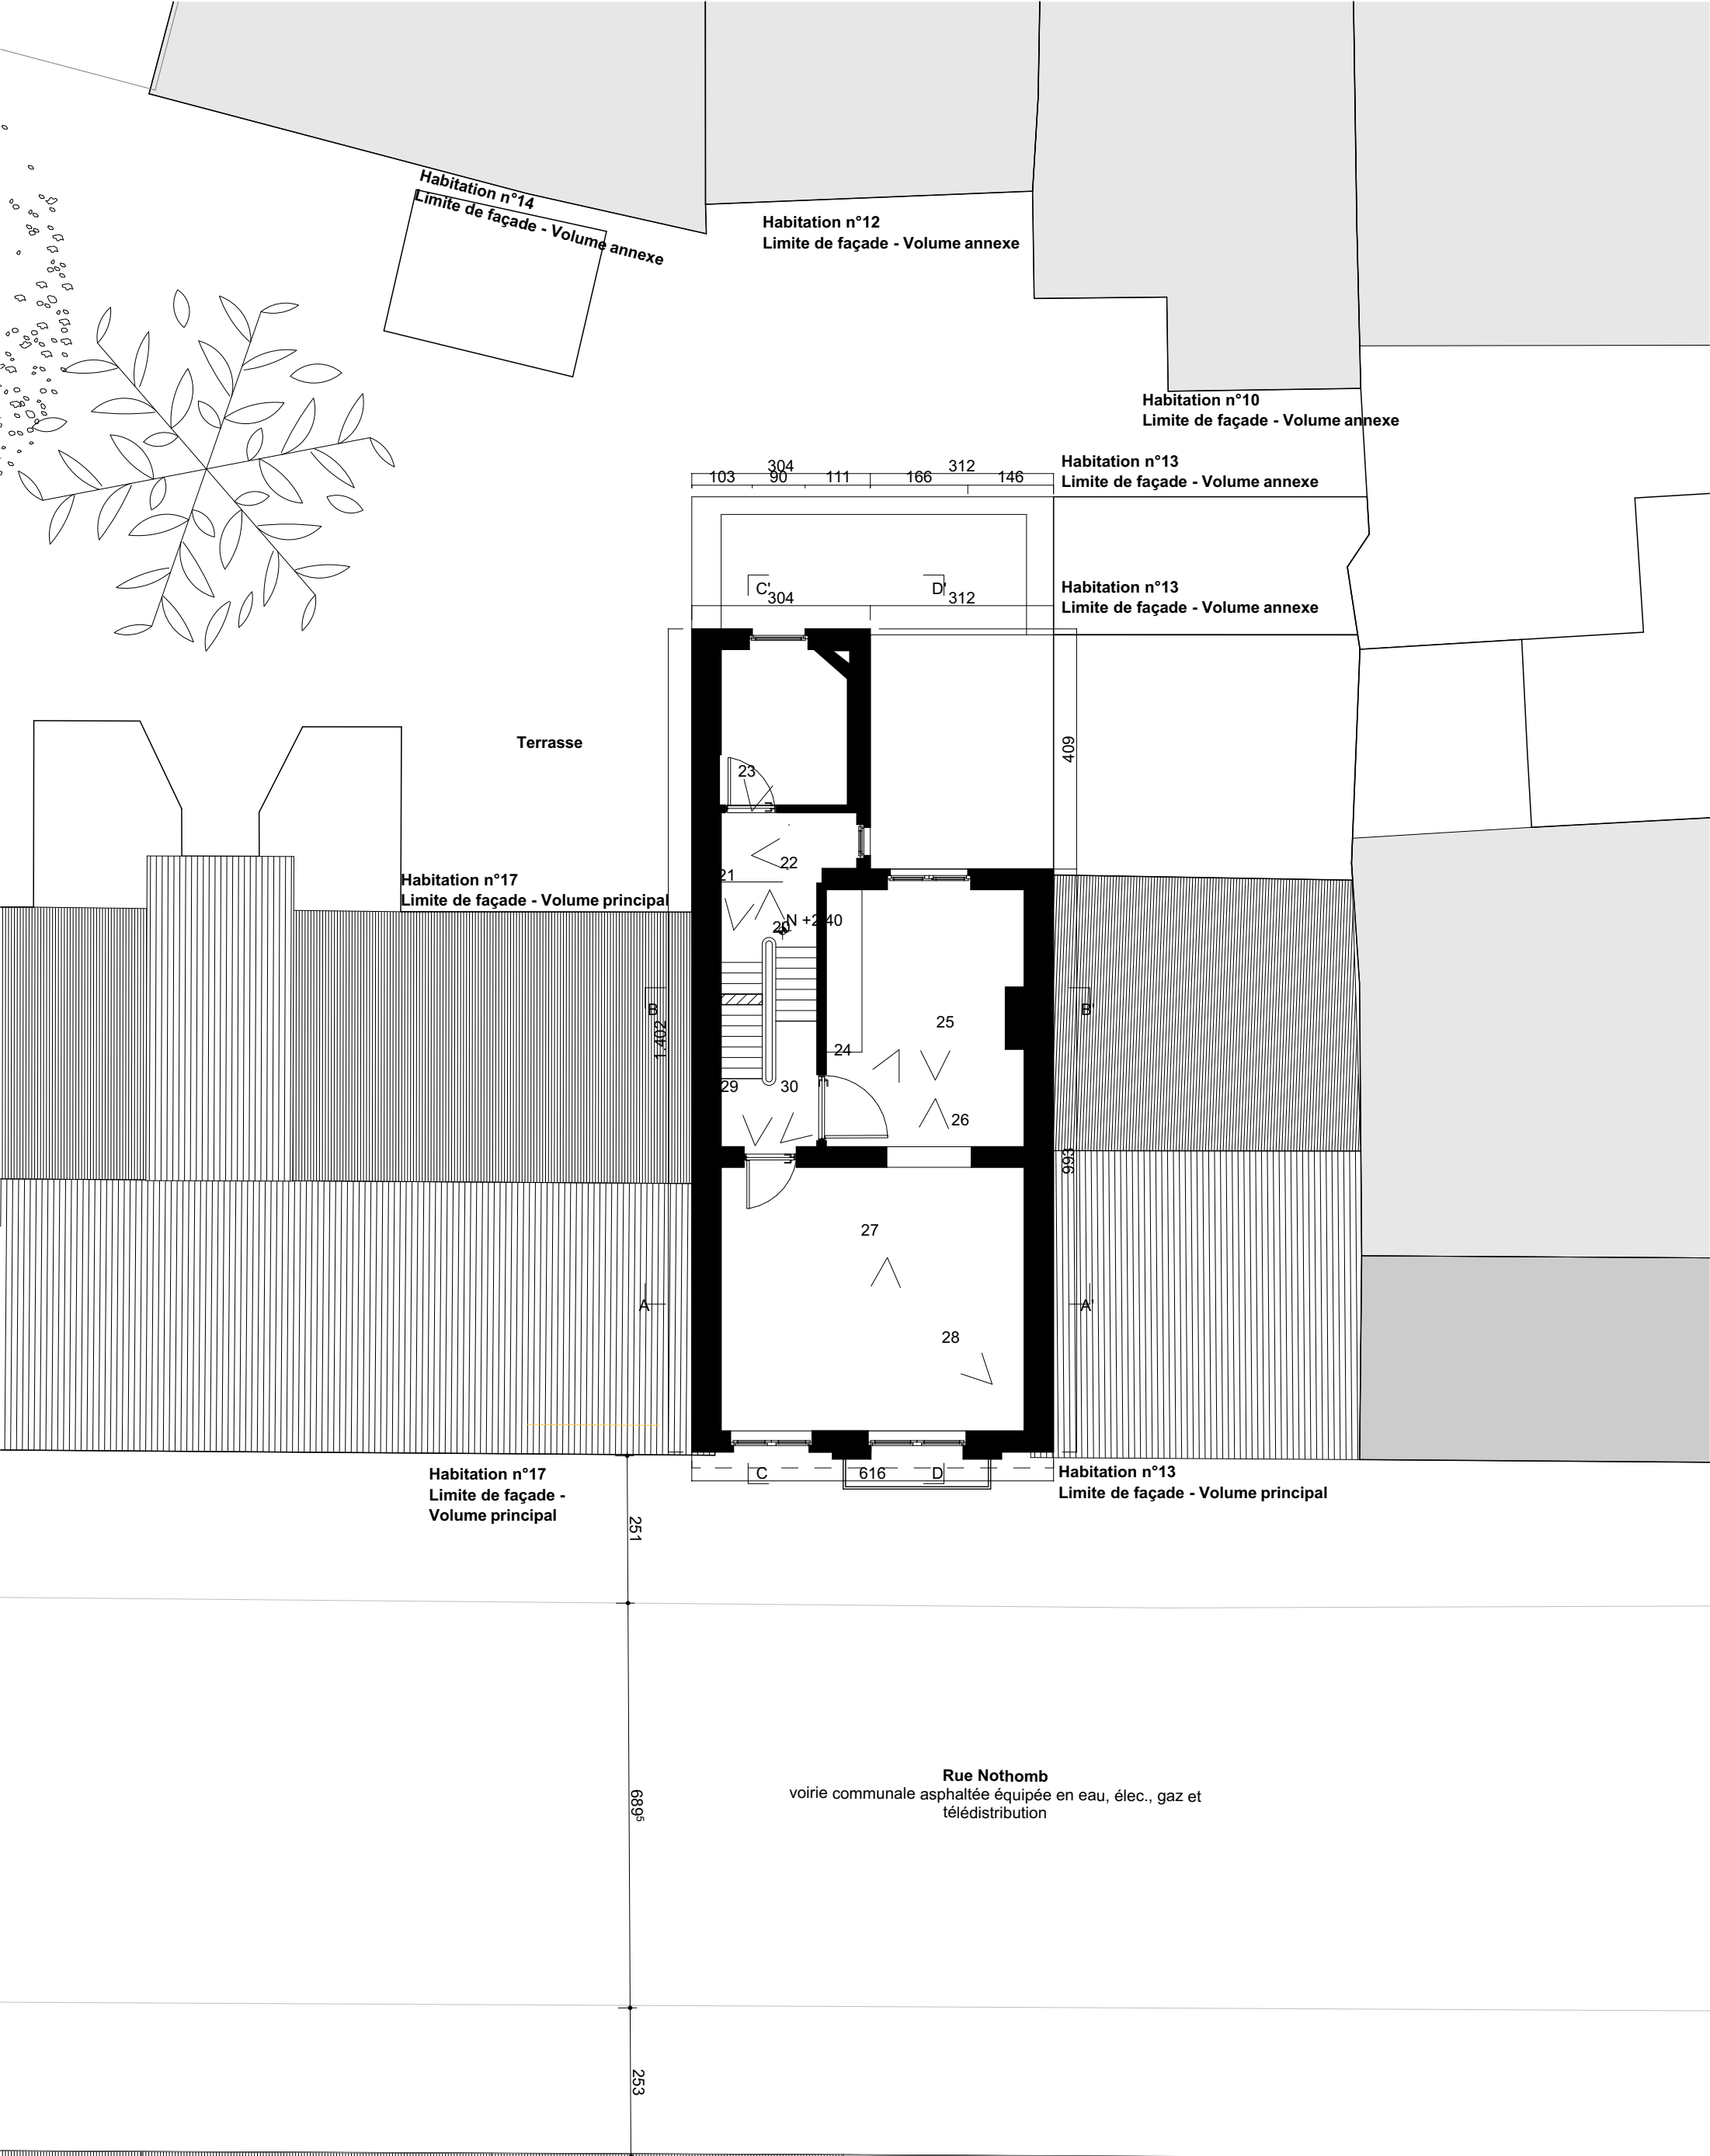 Habitation n°14
Limite de façade - Volume annexe
Habitation n°12
Limite de façade - Volume annexe
Habitation n°10
Limite de façade - Volume annexe
304
312
103
90
111
166
146
Habitation n°13
Limite de façade - Volume annexe
C'
D'
304
312
Habitation n°13
Limite de façade - Volume annexe
Terrasse
409
23
22
21
Habitation n°17
Limite de façade - Volume principal
20
N +2,40
B
B'
1.402
25
24
29
30
26
993
27
A
A'
28
C
616
D
Habitation n°17
Limite de façade -
Volume principal
Habitation n°13
Limite de façade - Volume principal
251
Rue Nothomb
voirie communale asphaltée équipée en eau, élec., gaz et
télédistribution
689⁵
253